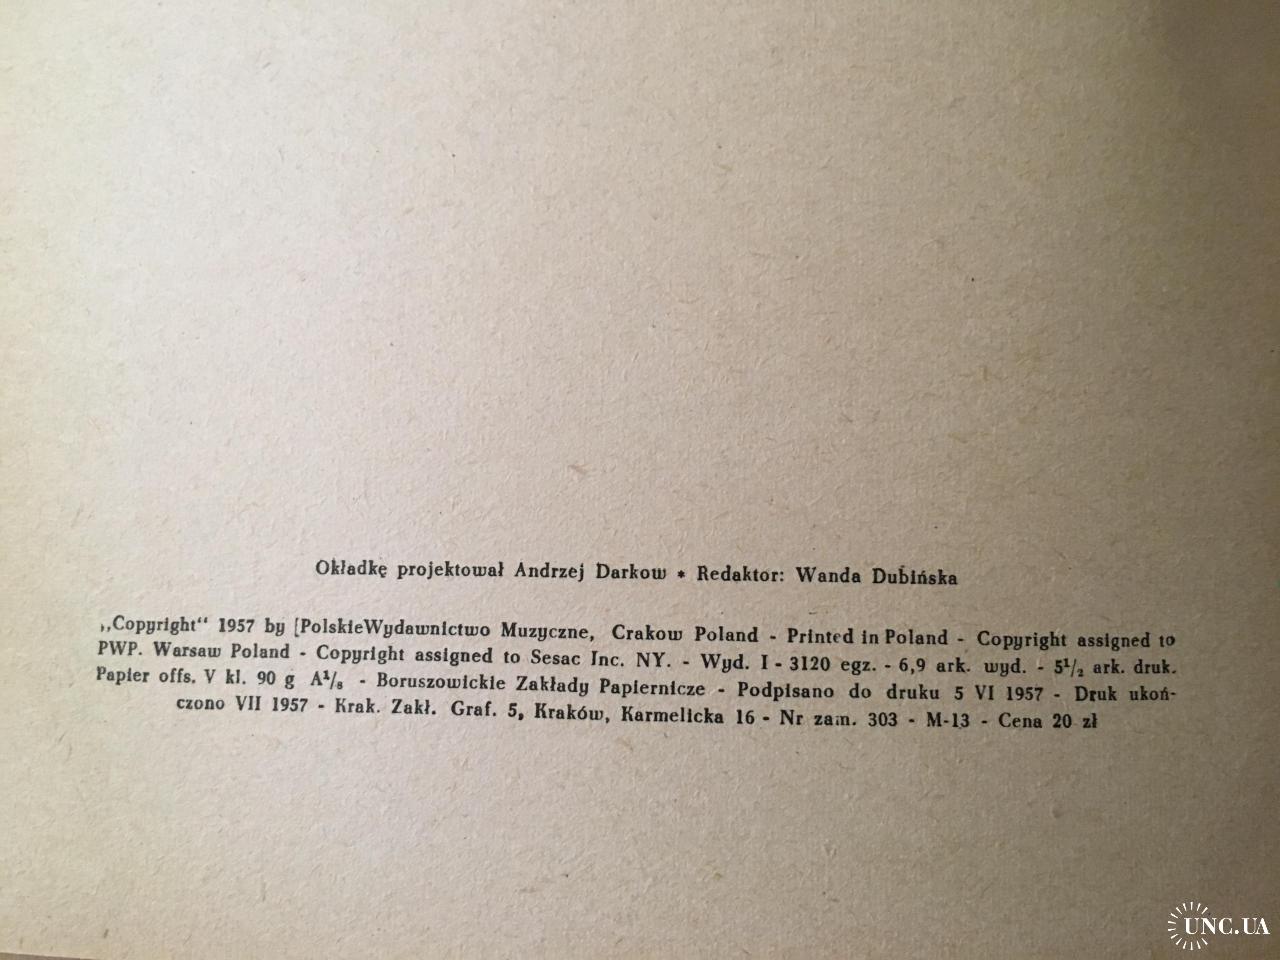 Okładkę projektował Andrzej Darkow * Redaktor: Wanda Dubińska
„Copyright“ 1957 by [PolskieWydawnictwo Muzyczne, Crakow Poland - Printed in Poland - Copyright assigned to
PWP. Warsaw Poland - Copyright assigned to Sesac Inc. NY. - Wyd. I - 3120 egz. - 6,9 ark. wyd. - 5¹/₂ ark. druk.
Papier offs. V kl. 90 g A¹/₈ - Boruszowickie Zakłady Papiernicze - Podpisano do druku 5 VI 1957 - Druk ukoń-
czono VII 1957 - Krak. Zakł. Graf. 5, Kraków, Karmelicka 16 - Nr zam. 303 - M-13 - Cena 20 zł
UNC.UA